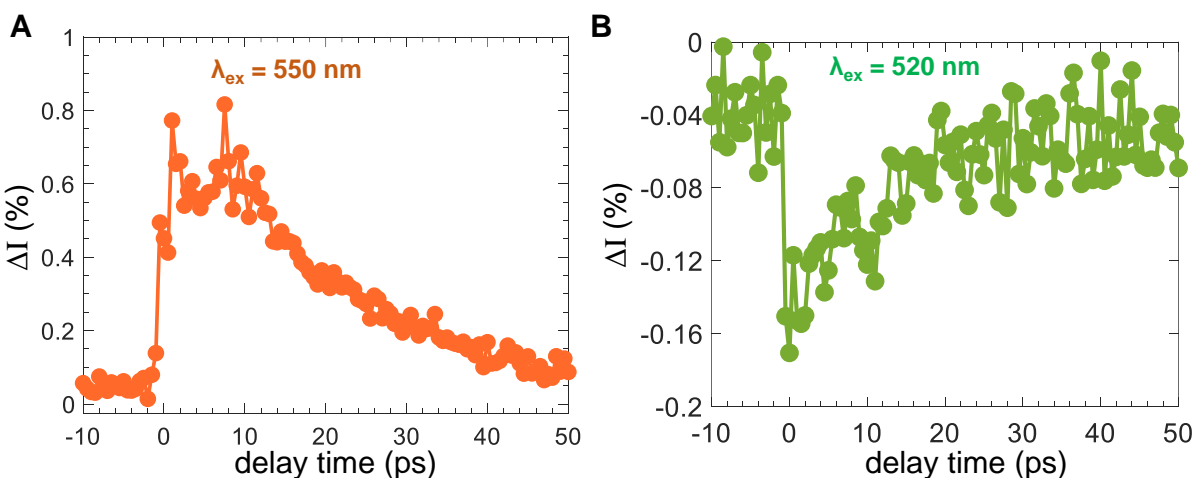 A
λex = 550 nm
1
0.8
0.6
0.4
0.2
0
ΔI (%)
-10 0 10 20 30 40 50
delay time (ps)
B
λex = 520 nm
0
-0.04
-0.08
-0.12
-0.16
-0.2
ΔI (%)
-10 0 10 20 30 40 50
delay time (ps)